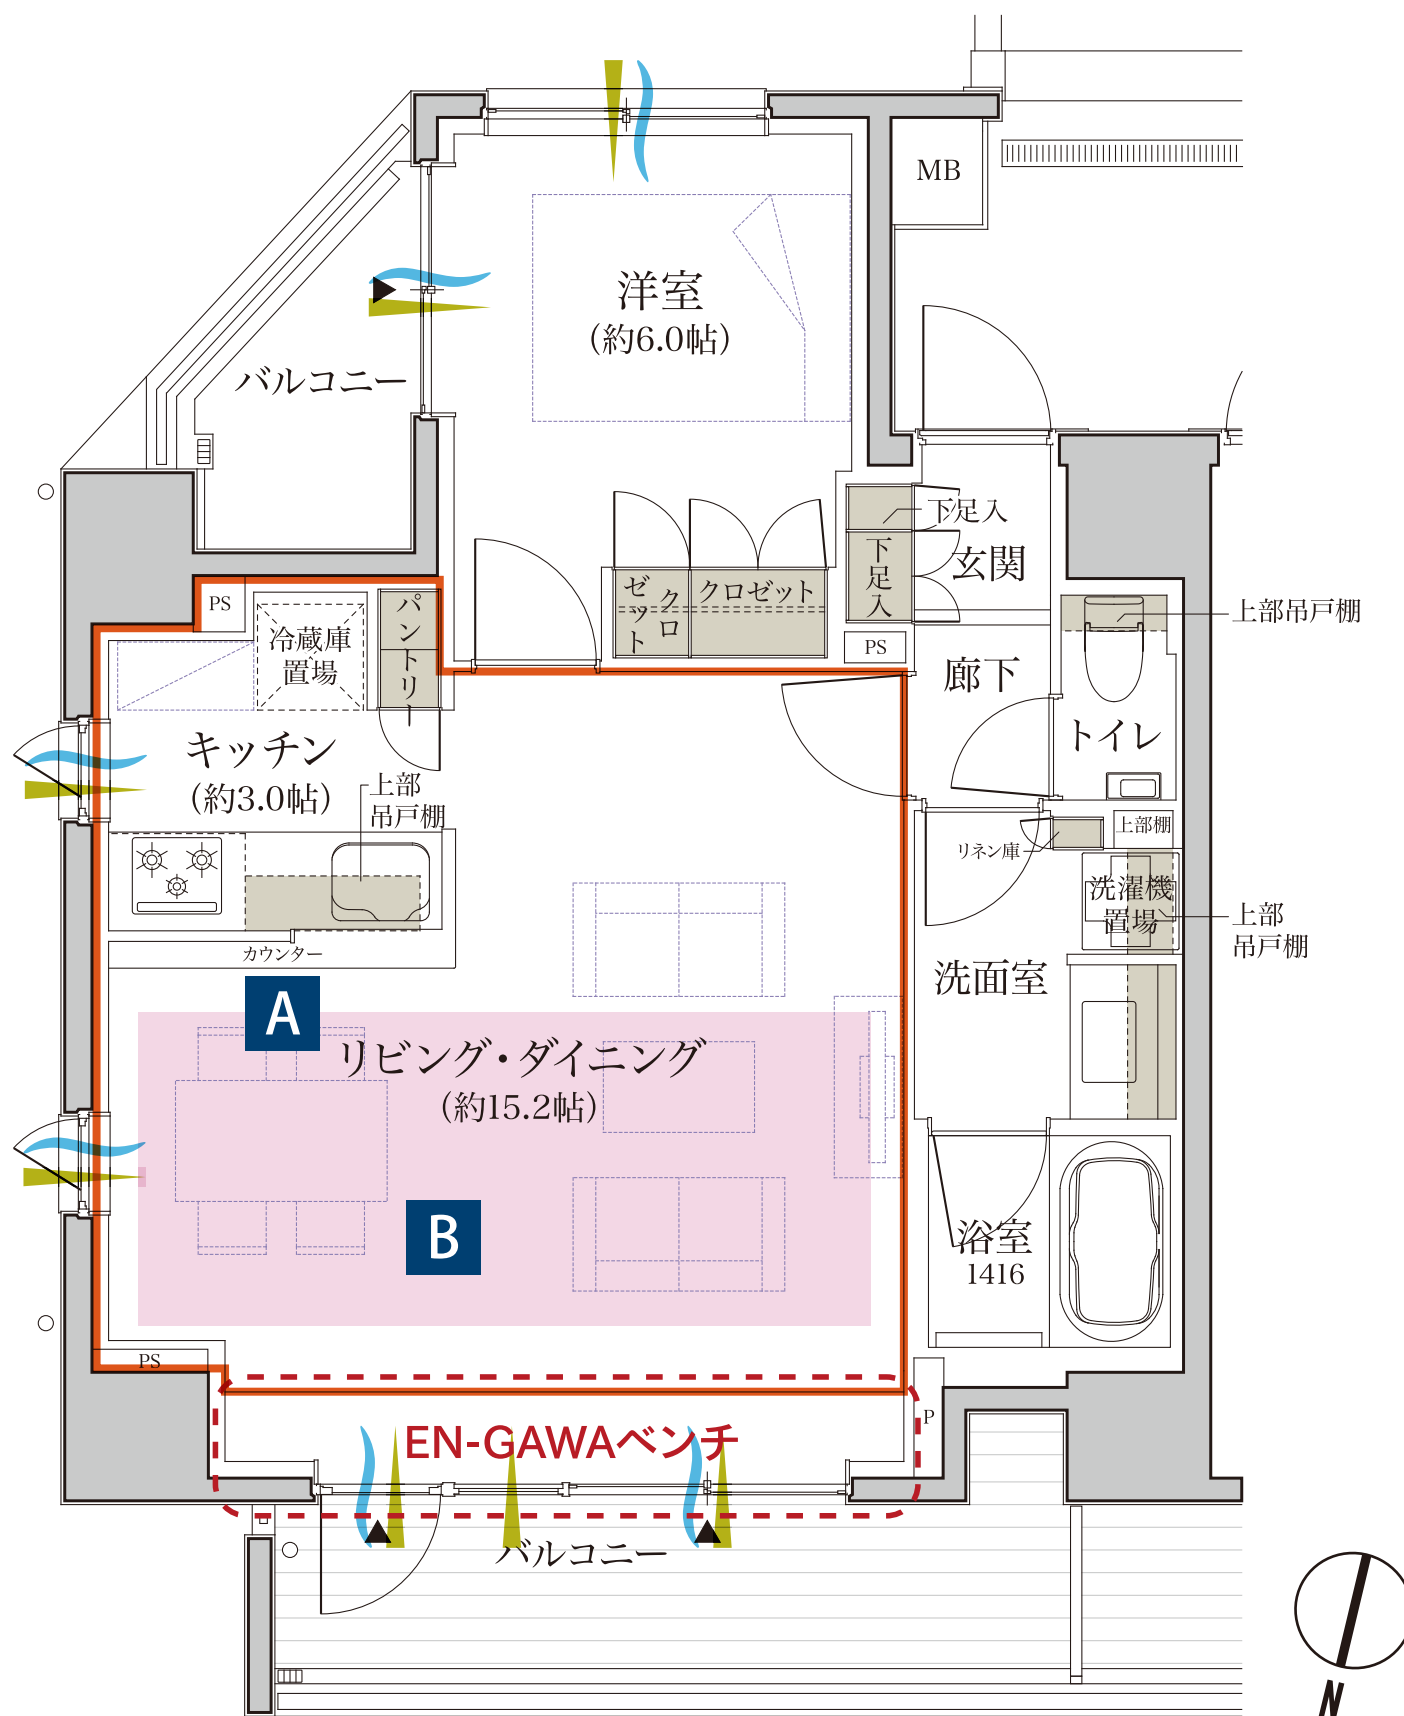 MB
洋室
(約6.0帖)
バルコニー
下足入
下足入
玄関
クロゼット
クロゼット
PS
パントリー
冷蔵庫
置場
PS
上部吊戸棚
廊下
トイレ
キッチン
(約3.0帖)
上部
吊戸棚
上部棚
リネン庫
洗濯機
置場
上部
吊戸棚
カウンター
洗面室
A
リビング・ダイニング
(約15.2帖)
B
浴室
1416
PS
P
EN-GAWAベンチ
バルコニー
N